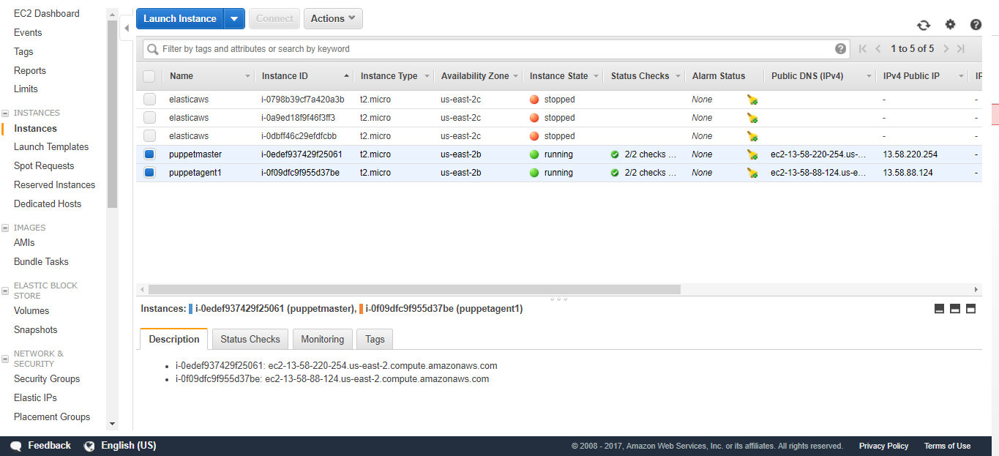 EC2 Dashboard
Events
Tags
Reports
Limits
INSTANCES
Instances
Launch Templates
Spot Requests
Reserved Instances
Dedicated Hosts
IMAGES
AMIs
Bundle Tasks
ELASTIC BLOCK
STORE
Volumes
Snapshots
NETWORK &
SECURITY
Security Groups
Elastic IPs
Placement Groups
Launch Instance Connect Actions
Filter by tags and attributes or search by keyword 1 to 5 of 5
Name Instance ID Instance Type Availability Zone Instance State Status Checks Alarm Status Public DNS (IPv4) IPv4 Public IP IP
elasticaws i-0798b39cf7a420a3b t2.micro us-east-2c stopped None - -
elasticaws i-0a9ed18f9f46f3ff3 t2.micro us-east-2c stopped None - -
elasticaws i-0dbff46c29efdfcbb t2.micro us-east-2c stopped None - -
puppetmaster i-0edef937429f25061 t2.micro us-east-2b running 2/2 checks ... None ec2-13-58-220-254.us-... 13.58.220.254 -
puppetagent1 i-0f09dfc9f955d37be t2.micro us-east-2b running 2/2 checks ... None ec2-13-58-88-124.us-e... 13.58.88.124 -
Instances: i-0edef937429f25061 (puppetmaster), i-0f09dfc9f955d37be (puppetagent1)
Description Status Checks Monitoring Tags
• i-0edef937429f25061: ec2-13-58-220-254.us-east-2.compute.amazonaws.com
• i-0f09dfc9f955d37be: ec2-13-58-88-124.us-east-2.compute.amazonaws.com
Feedback English (US) © 2008 - 2017, Amazon Web Services, Inc. or its affiliates. All rights reserved. Privacy Policy Terms of Use